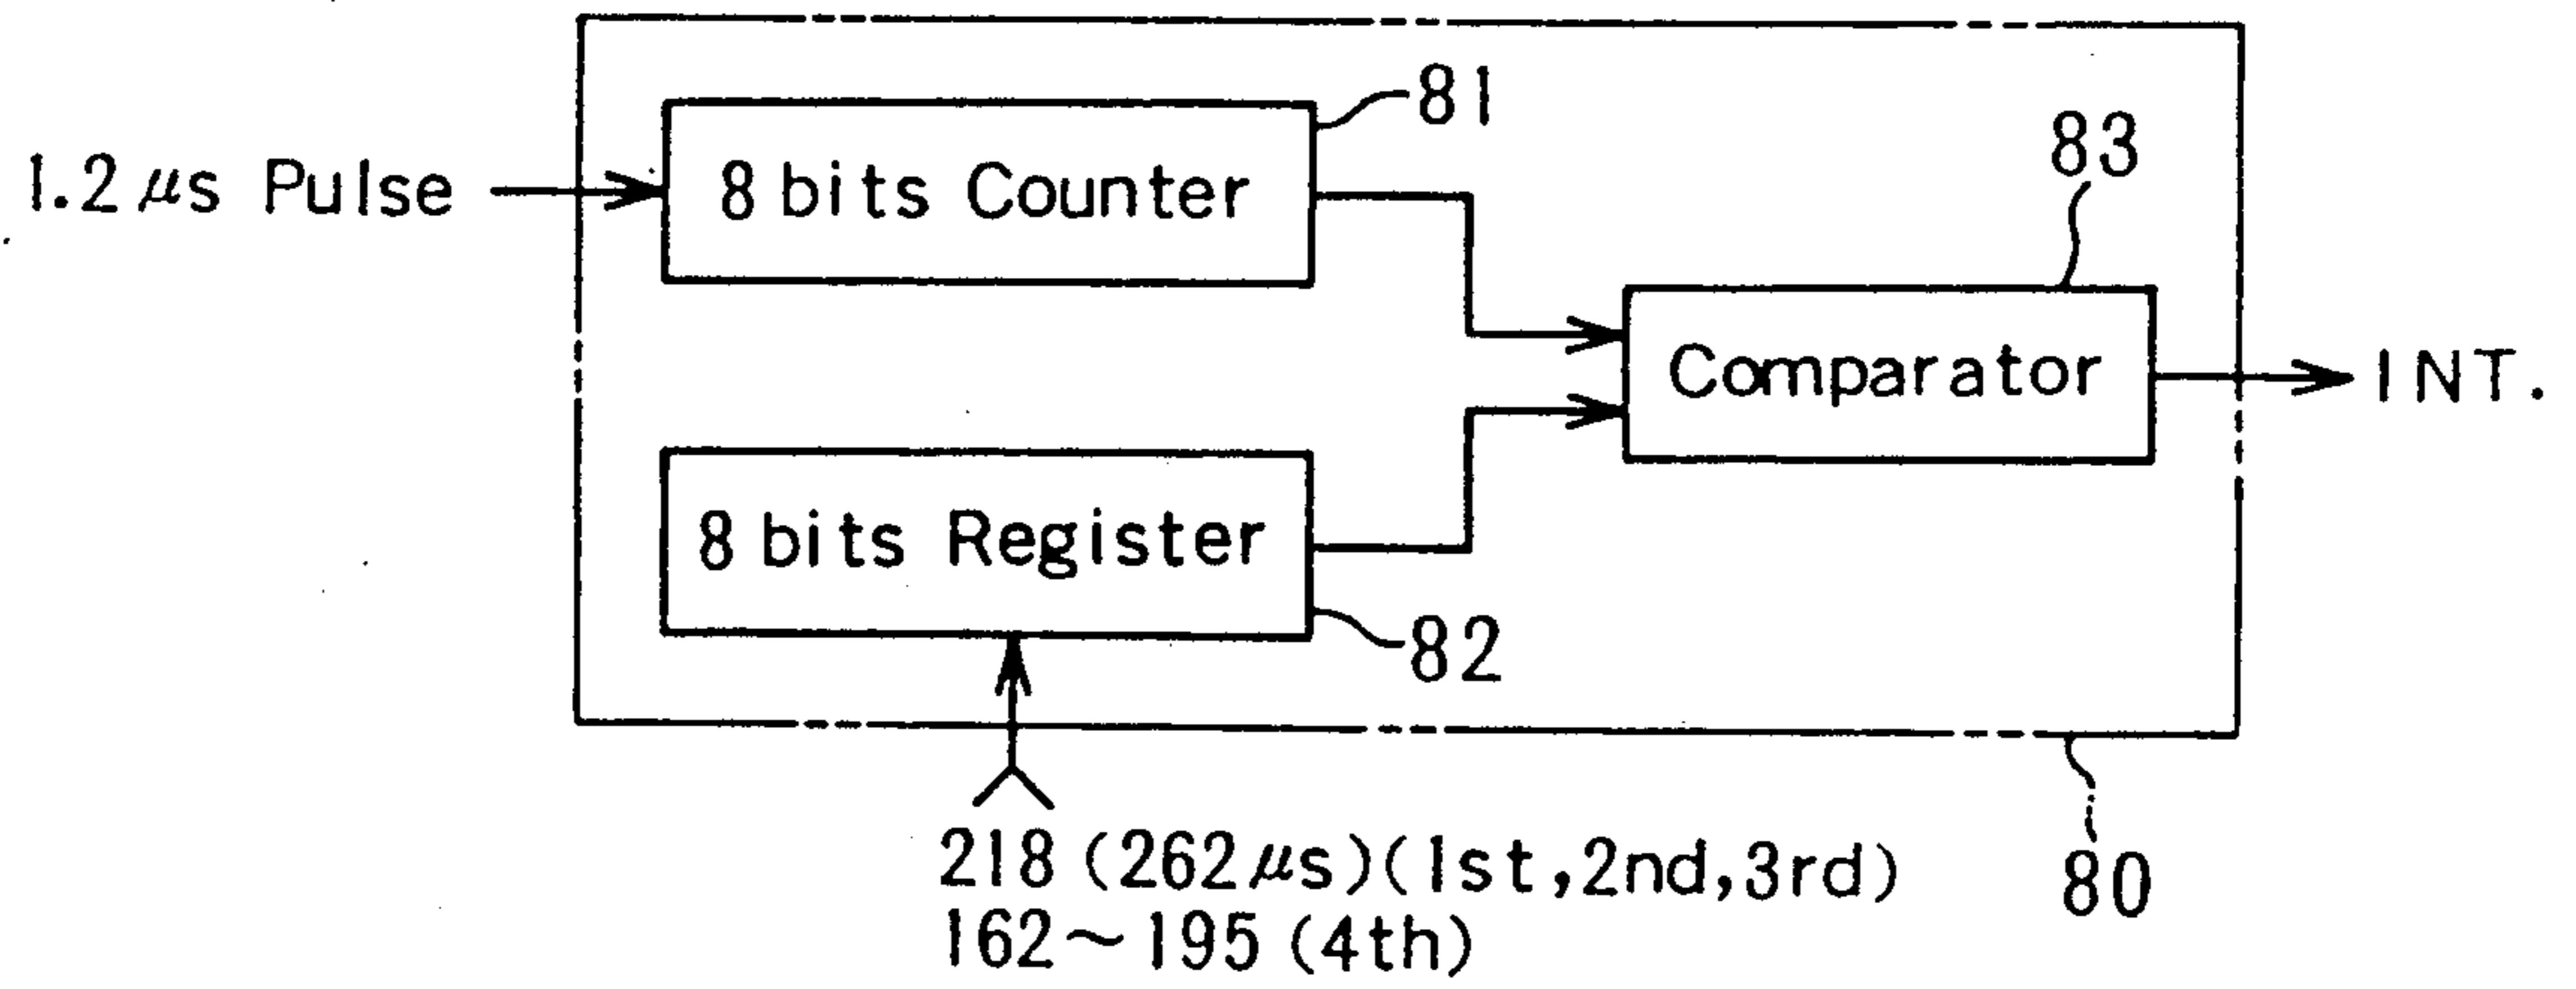 81
1.2 μs Pulse
8 bits Counter
83
Comparator
INT.
8 bits Register
82
218 (262 μs)(1st,2nd,3rd)
162~195 (4th)
80